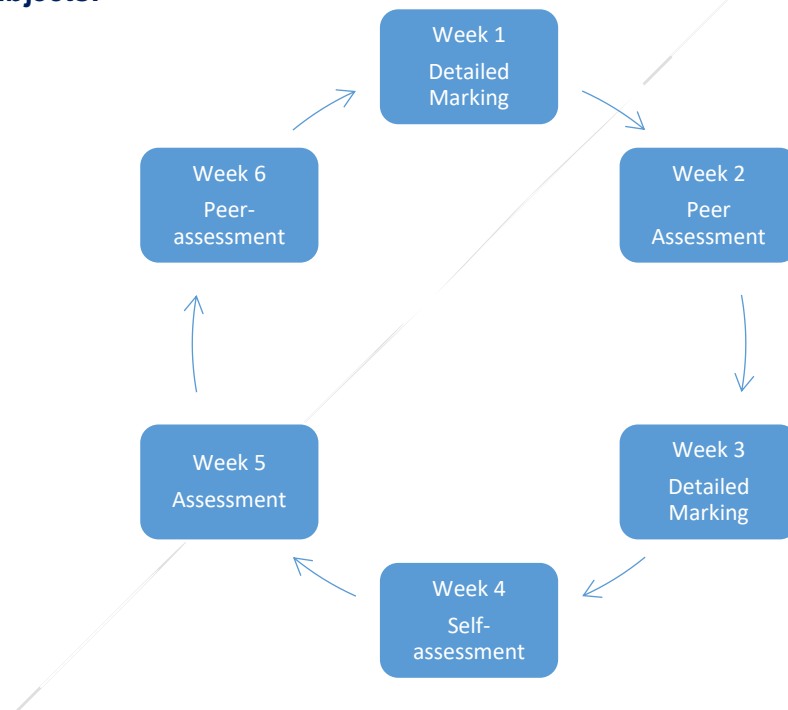 Week 1
Detailed
Marking
Week 6
Peer-
assessment
Week 2
Peer
Assessment
Week 5
Assessment
Week 3
Detailed
Marking
Week 4
Self-
assessment